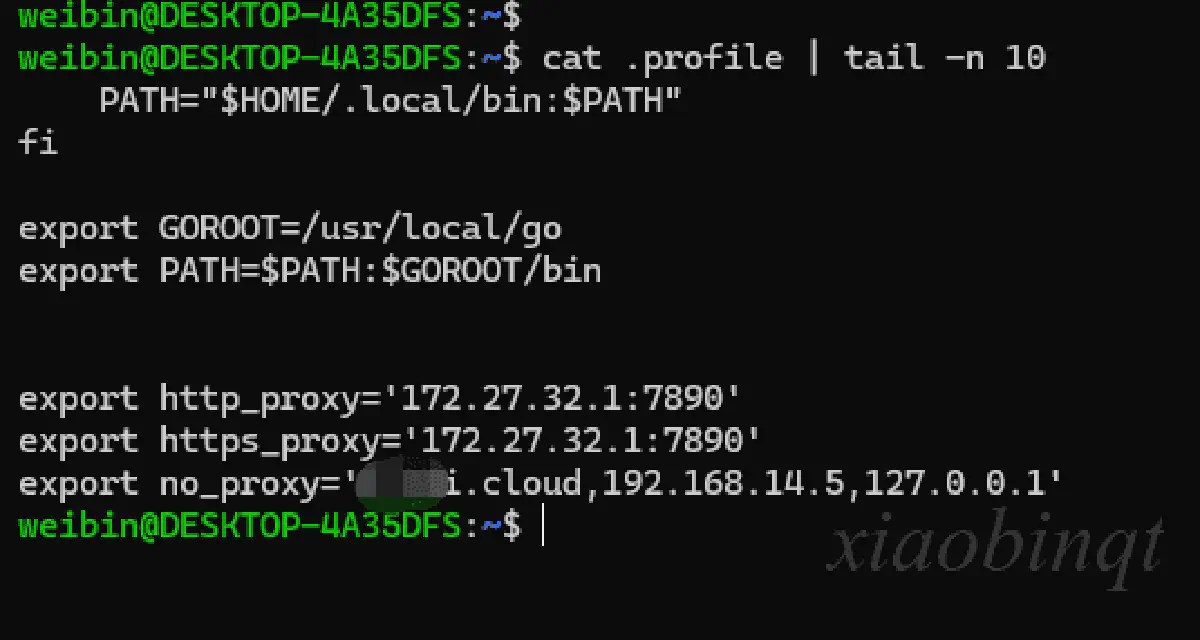 weibin@DESKTOP-4A35DFS:~$
weibin@DESKTOP-4A35DFS:~$ cat .profile | tail -n 10
    PATH="$HOME/.local/bin:$PATH"
fi

export GOROOT=/usr/local/go
export PATH=$PATH:$GOROOT/bin


export http_proxy='172.27.32.1:7890'
export https_proxy='172.27.32.1:7890'
export no_proxy='i.cloud,192.168.14.5,127.0.0.1'
weibin@DESKTOP-4A35DFS:~$
xiaobinqt